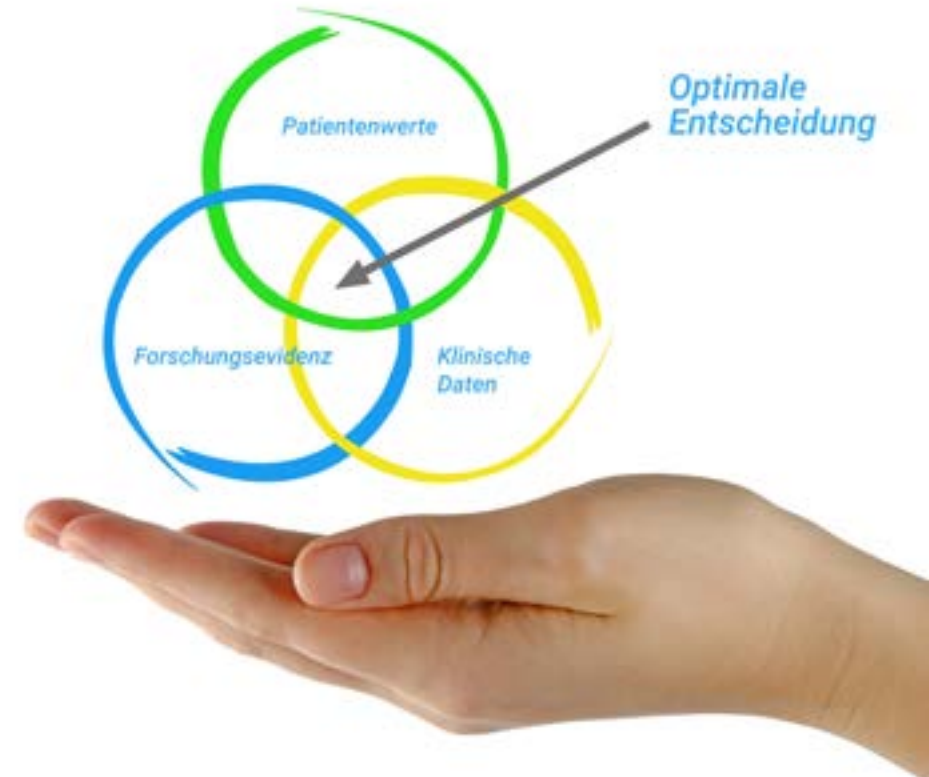 Patientenwerte
Optimale
Entscheidung
Forschungsevidenz
Klinische
Daten